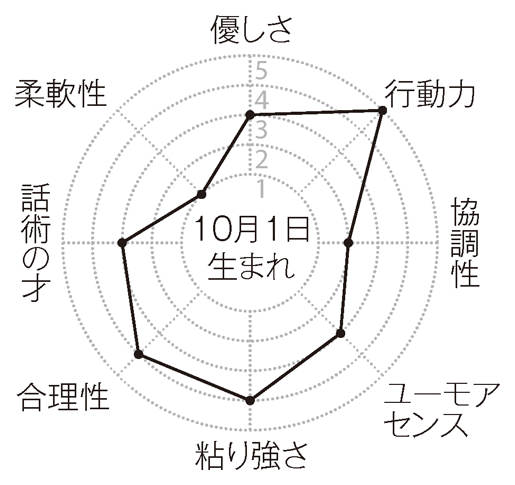 優しさ
行動力
協
調
性
ユーモア
センス
粘り強さ
合理性
話
術
の
才
柔軟性
5
4
3
2
1
10月1日
生まれ